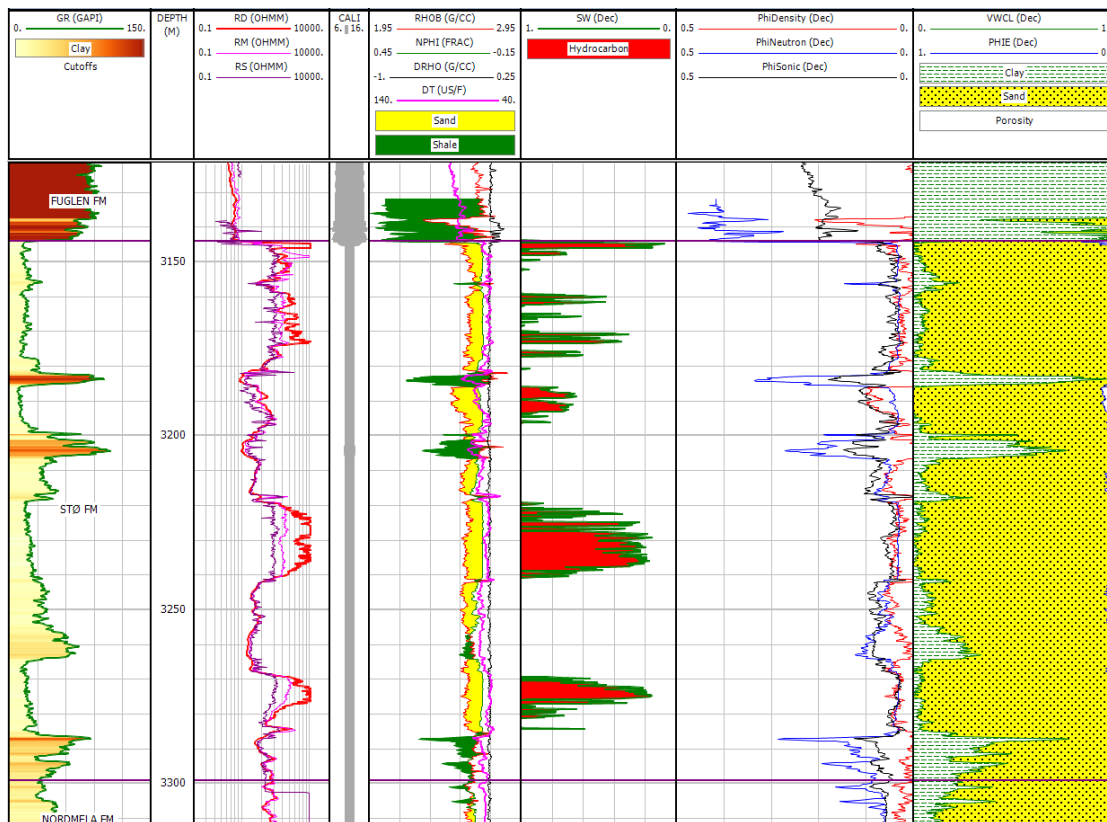 GR (GAPI)
0. 150.
Clay
Cutoffs
DEPTH
(M)
RD (OHMM)
0.1 10000.
RM (OHMM)
0.1 10000.
RS (OHMM)
0.1 10000.
CALI
6. 16.
RHOB (G/CC)
1.95 2.95
NPHI (FRAC)
0.45 -0.15
DRHO (G/CC)
-1. 0.25
DT (US/F)
140. 40.
Sand
Shale
SW (Dec)
1. 0.
Hydrocarbon
PhiDensity (Dec)
0.5 0.
PhiNeutron (Dec)
0.5 0.
PhiSonic (Dec)
0.5 0.
VWCL (Dec)
0. 1
PHIE (Dec)
1. 0.
Clay
Sand
Porosity
FUGLEN FM
3150
3200
STØ FM
3250
3300
NORDMELA FM